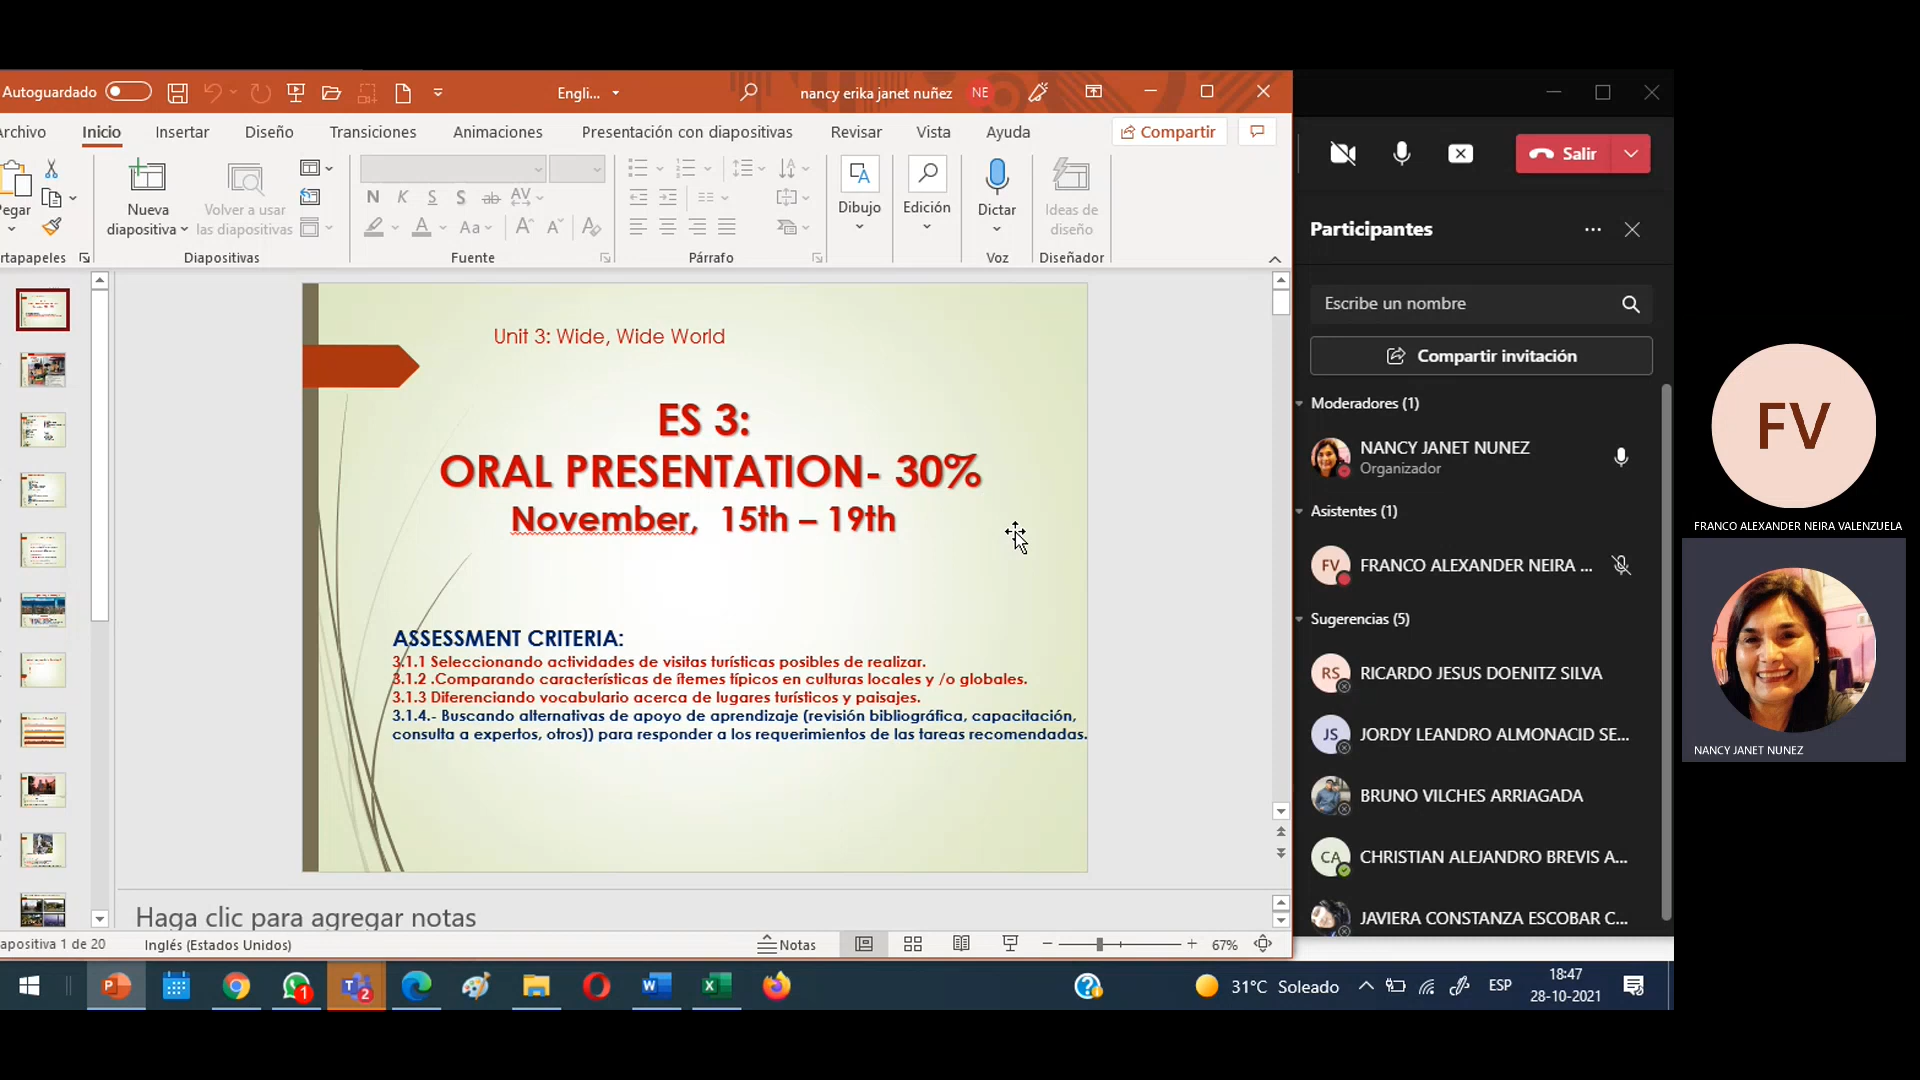 Autoguardado
Engli...
nancy erika janet nuñez
NE
Archivo
Inicio
Insertar
Diseño
Transiciones
Animaciones
Presentación con diapositivas
Revisar
Vista
Ayuda
Compartir
Pegar
Nueva
diapositiva
Volver a usar
las diapositivas
Dibujo
Edición
Dictar
Ideas de
diseño
rtapapeles
Diapositivas
Fuente
Párrafo
Voz
Diseñador
Unit 3: Wide, Wide World
ES 3:
ORAL PRESENTATION- 30%
November, 15th – 19th
ASSESSMENT CRITERIA:
3.1.1 Seleccionando actividades de visitas turísticas posibles de realizar.
3.1.2 .Comparando características de ítemes típicos en culturas locales y /o globales.
3.1.3 Diferenciando vocabulario acerca de lugares turísticos y paisajes.
3.1.4.- Buscando alternativas de apoyo de aprendizaje (revisión bibliográfica, capacitación,
consulta a expertos, otros)) para responder a los requerimientos de las tareas recomendadas.
Haga clic para agregar notas
apositiva 1 de 20
Inglés (Estados Unidos)
Notas
67%
Salir
Participantes
Escribe un nombre
Compartir invitación
Moderadores (1)
NANCY JANET NUNEZ
Organizador
Asistentes (1)
FV
FRANCO ALEXANDER NEIRA ...
Sugerencias (5)
RS
RICARDO JESUS DOENITZ SILVA
JS
JORDY LEANDRO ALMONACID SE...
BRUNO VILCHES ARRIAGADA
CA
CHRISTIAN ALEJANDRO BREVIS A...
JAVIERA CONSTANZA ESCOBAR C...
FV
FRANCO ALEXANDER NEIRA VALENZUELA
NANCY JANET NUNEZ
1
2
31°C Soleado
ESP
18:47
28-10-2021